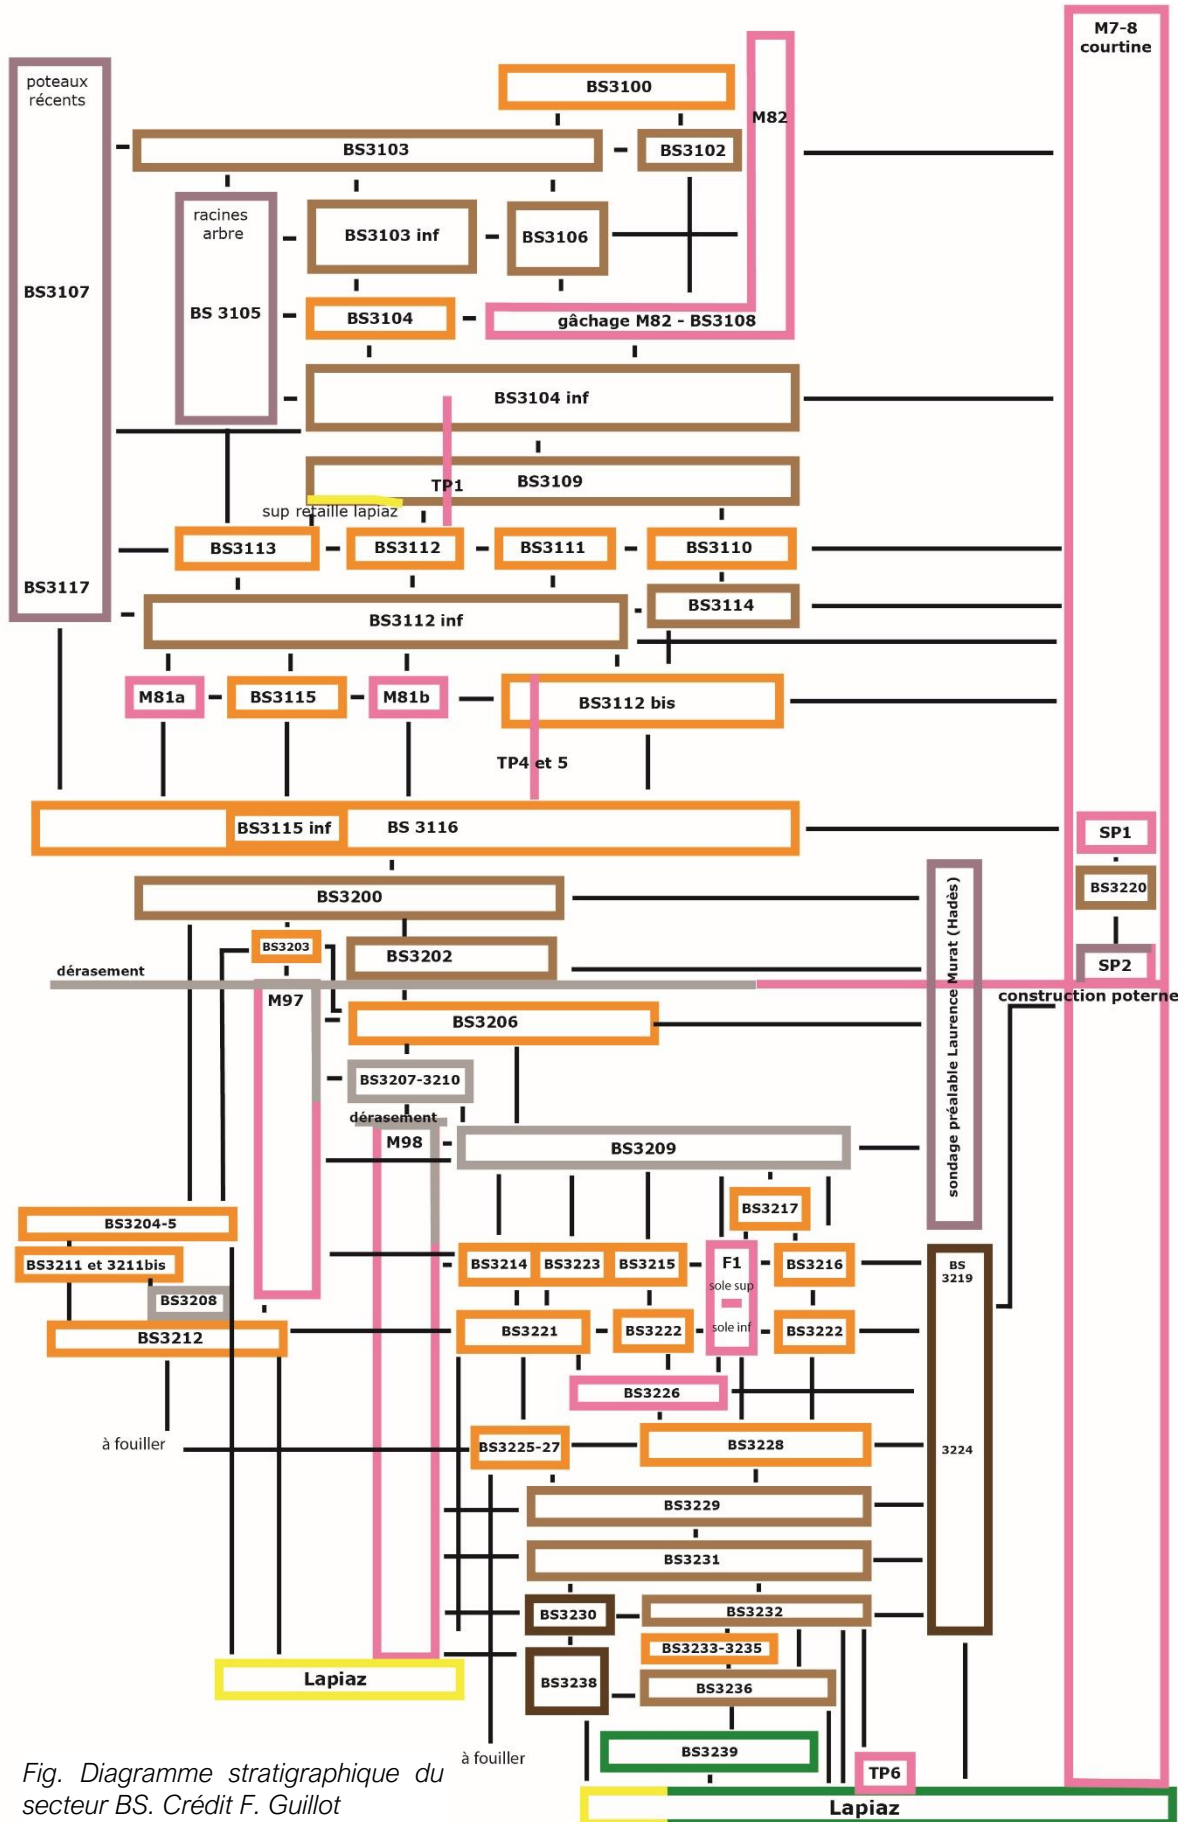 M7-8
courtine
poteaux
récents
BS3100
M82
BS3103
BS3102
racines
arbre
BS3103 inf
BS3106
BS3107
BS 3105
BS3104
gâchage M82 - BS3108
BS3104 inf
TP1
BS3109
sup retaille lapiaz
BS3113
BS3112
BS3111
BS3110
BS3117
BS3112 inf
BS3114
M81a
BS3115
M81b
BS3112 bis
TP4 et 5
BS3115 inf
BS 3116
SP1
BS3200
BS3220
BS3203
BS3202
SP2
dérasement
M97
construction poterne
BS3206
sondage préalable Laurence Murat (Hadès)
BS3207-3210
dérasement
M98
BS3209
BS3217
BS3204-5
BS3211 et 3211bis
BS3214
BS3223
BS3215
F1
sole sup
sole inf
BS3216
BS
3219
BS3208
BS3212
BS3221
BS3222
BS3222
BS3226
à fouiller
BS3225-27
BS3228
3224
BS3229
BS3231
BS3230
BS3232
BS3233-3235
Lapiaz
BS3238
BS3236
à fouiller
BS3239
TP6
Lapiaz
Fig. Diagramme stratigraphique du
secteur BS. Crédit F. Guillot